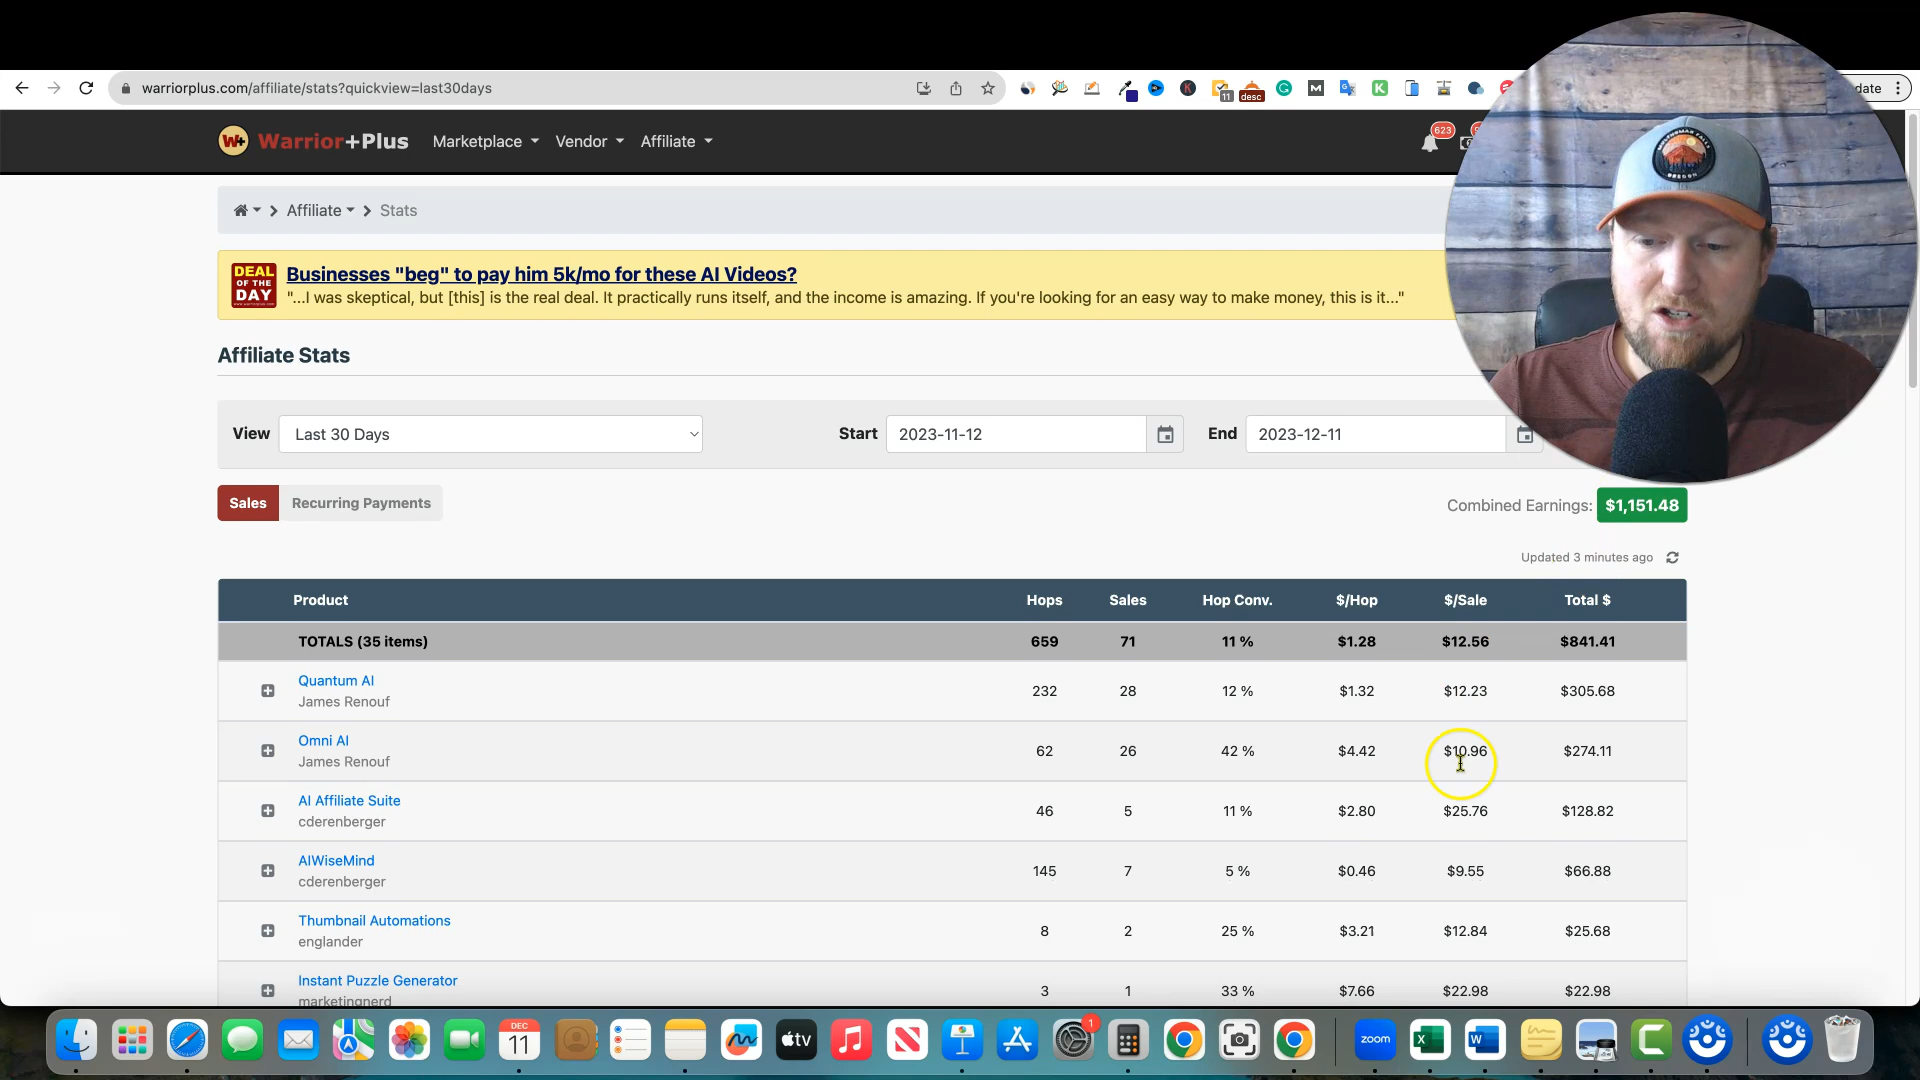 warriorplus.com/affiliate/stats?quickview=last30days
11
desc
date
W+ Warrior+Plus Marketplace Vendor Affiliate
623
Affiliate > Stats
DEAL OF THE DAY
Businesses "beg" to pay him 5k/mo for these AI Videos?
"...I was skeptical, but [this] is the real deal. It practically runs itself, and the income is amazing. If you're looking for an easy way to make money, this is it..."
Affiliate Stats
View Last 30 Days Start 2023-11-12 End 2023-12-11
Sales Recurring Payments
Combined Earnings: $1,151.48
Updated 3 minutes ago
Product Hops Sales Hop Conv. $/Hop $/Sale Total $
TOTALS (35 items) 659 71 11 % $1.28 $12.56 $841.41
Quantum AI
James Renouf
232 28 12 % $1.32 $12.23 $305.68
Omni AI
James Renouf
62 26 42 % $4.42 $10.96 $274.11
AI Affiliate Suite
cderenberger
46 5 11 % $2.80 $25.76 $128.82
AIWiseMind
cderenberger
145 7 5 % $0.46 $9.55 $66.88
Thumbnail Automations
englander
8 2 25 % $3.21 $12.84 $25.68
Instant Puzzle Generator
marketingnerd
3 1 33 % $7.66 $22.98 $22.98
DEC
11
tv
1
zoom
OREGON